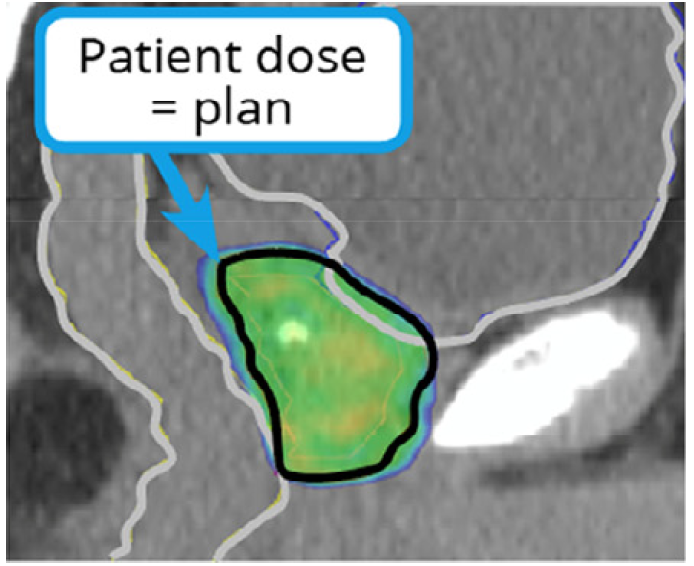 Patient dose
= plan